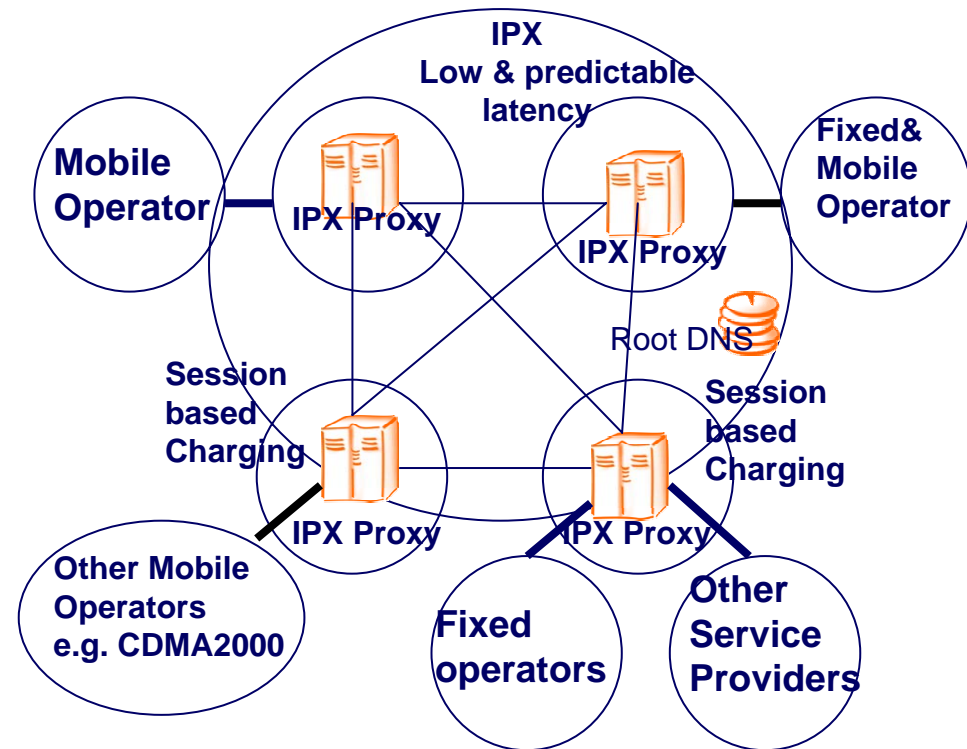 IPX
Low & predictable
latency
Mobile
Operator
IPX Proxy
IPX Proxy
Fixed&
Mobile
Operator
Root DNS
Session
based
Charging
Session
based
Charging
IPX Proxy
IPX Proxy
Other Mobile
Operators
e.g. CDMA2000
Fixed
operators
Other
Service
Providers